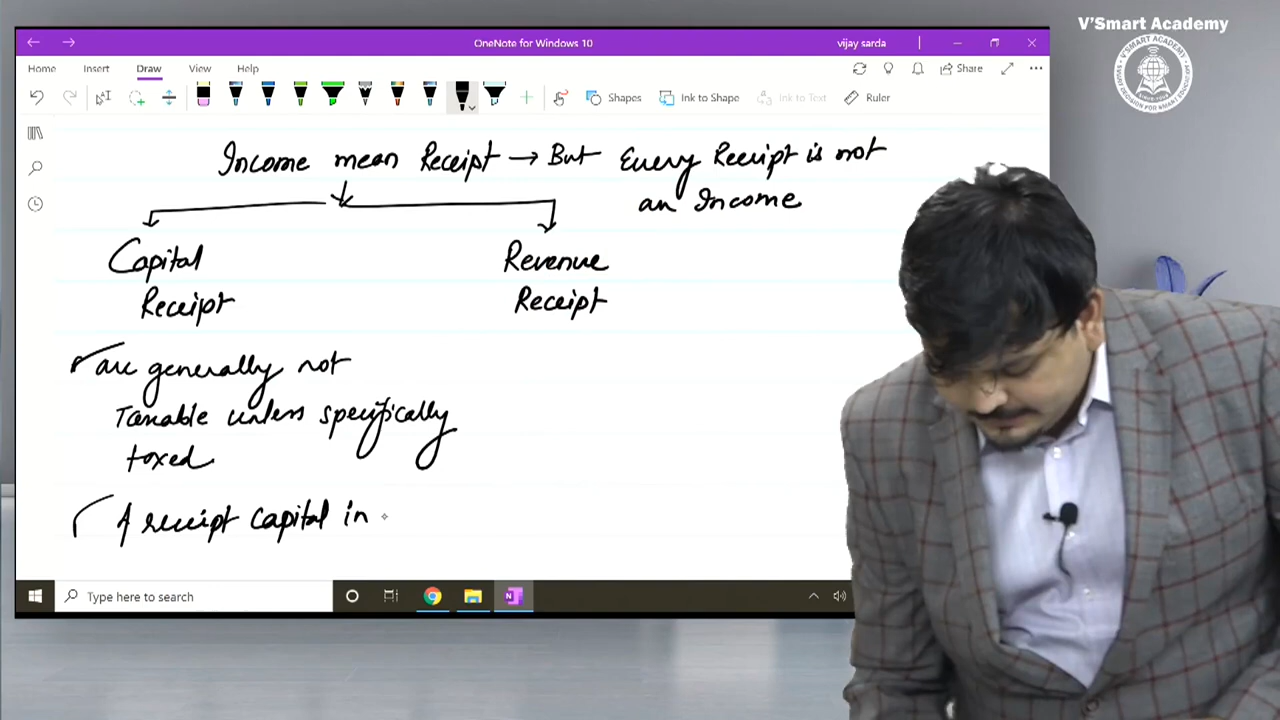 V'Smart Academy
OneNote for Windows 10
vijay sarda
Home Insert Draw View Help
Share
Shapes Ink to Shape Ink to Text Ruler
Income mean Receipt → But Every Receipt is not
an Income
Capital
Receipt
Revenue
Receipt
are generally not
Taxable unless specifically
taxed
A receipt capital in
Type here to search